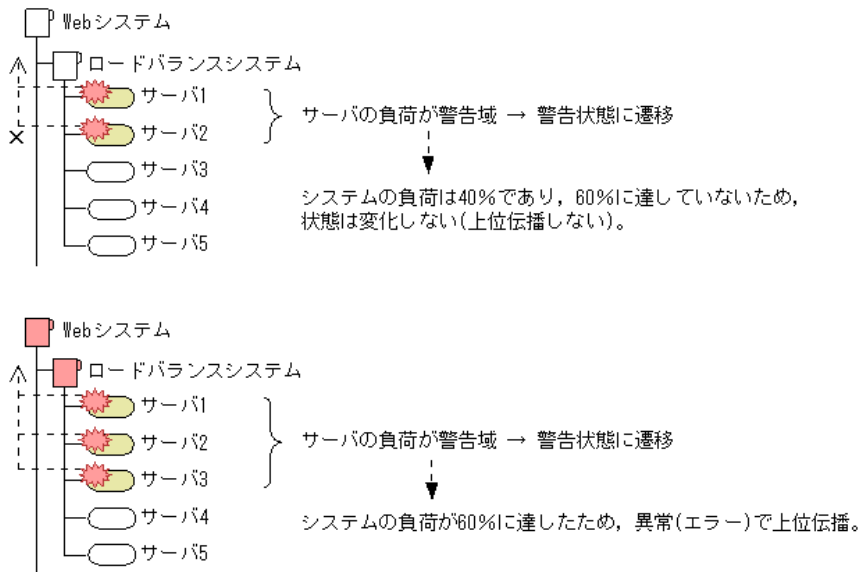 Webシステム
ロードバランスシステム
サーバ1
サーバ2
サーバ3
サーバ4
サーバ5
サーバの負荷が警告域 → 警告状態に遷移
システムの負荷は40%であり，60%に達していないため，
状態は変化しない(上位伝播しない)。
Webシステム
ロードバランスシステム
サーバ1
サーバ2
サーバ3
サーバ4
サーバ5
サーバの負荷が警告域 → 警告状態に遷移
システムの負荷が60%に達したため，異常(エラー)で上位伝播。